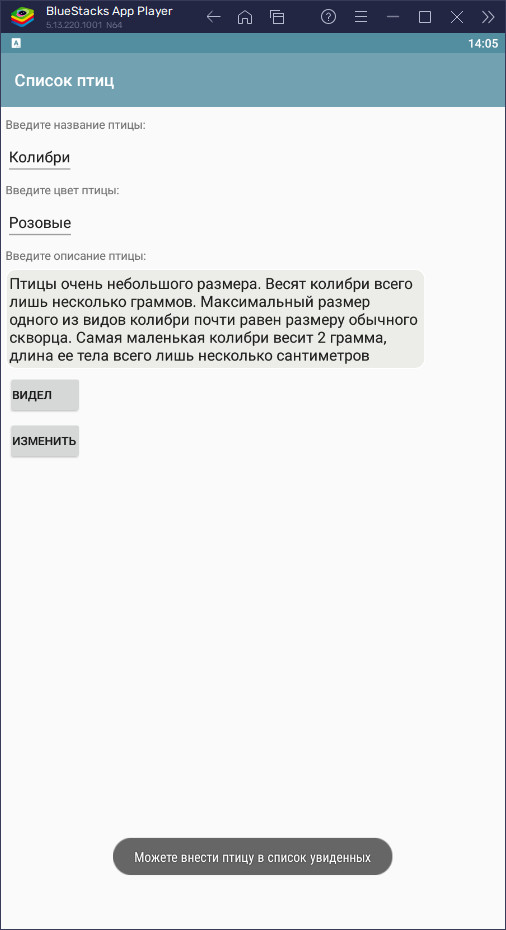 BlueStacks App Player
5.13.220.1001 N64
A
14:05
Список птиц
Введите название птицы:
Колибри
Введите цвет птицы:
Розовые
Введите описание птицы:
Птицы очень небольшого размера. Весят колибри всего
лишь несколько граммов. Максимальный размер
одного из видов колибри почти равен размеру обычного
скворца. Самая маленькая колибри весит 2 грамма,
длина ее тела всего лишь несколько сантиметров
ВИДЕЛ
ИЗМЕНИТЬ
Можете внести птицу в список увиденных